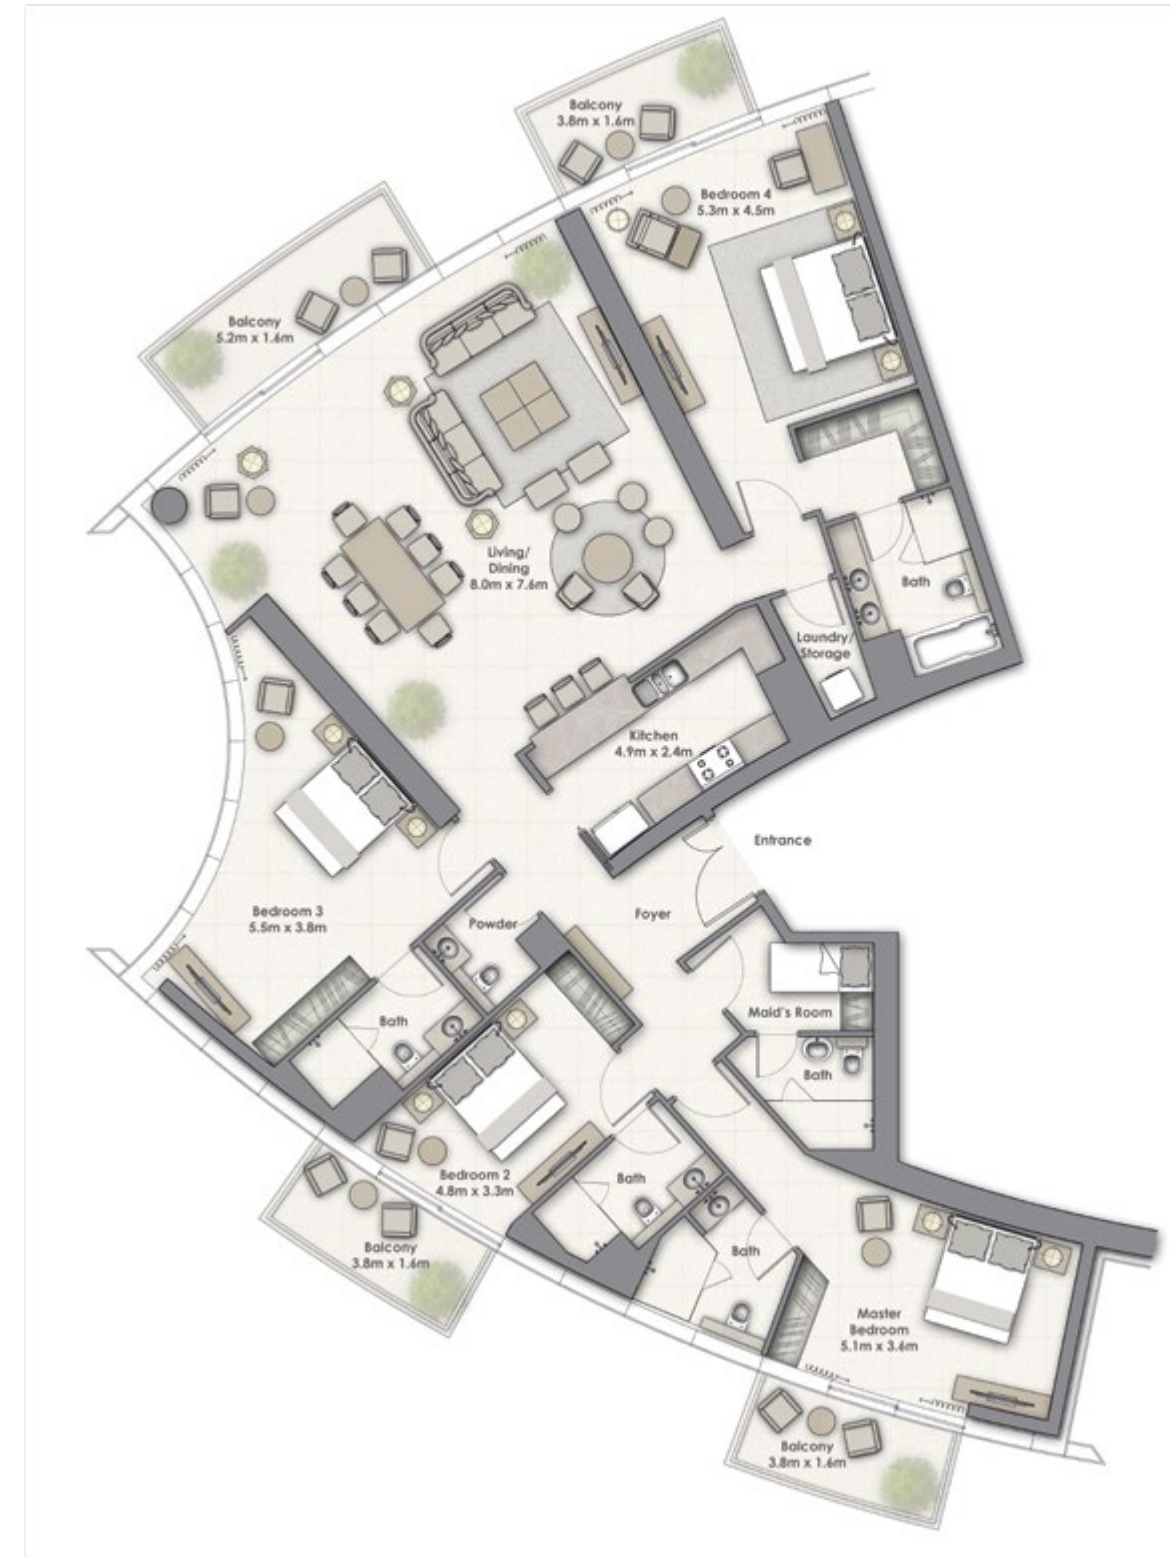 Balcony
3.8m x 1.6m
Bedroom 4
5.3m x 4.5m
Balcony
5.2m x 1.6m
Living/
Dining
8.0m x 7.6m
Bath
Laundry/
Storage
Kitchen
4.9m x 2.4m
Entrance
Bedroom 3
5.5m x 3.8m
Powder
Foyer
Bath
Maid's Room
Bath
Bedroom 2
4.8m x 3.3m
Bath
Balcony
3.8m x 1.6m
Bath
Master
Bedroom
5.1m x 3.6m
Balcony
3.8m x 1.6m